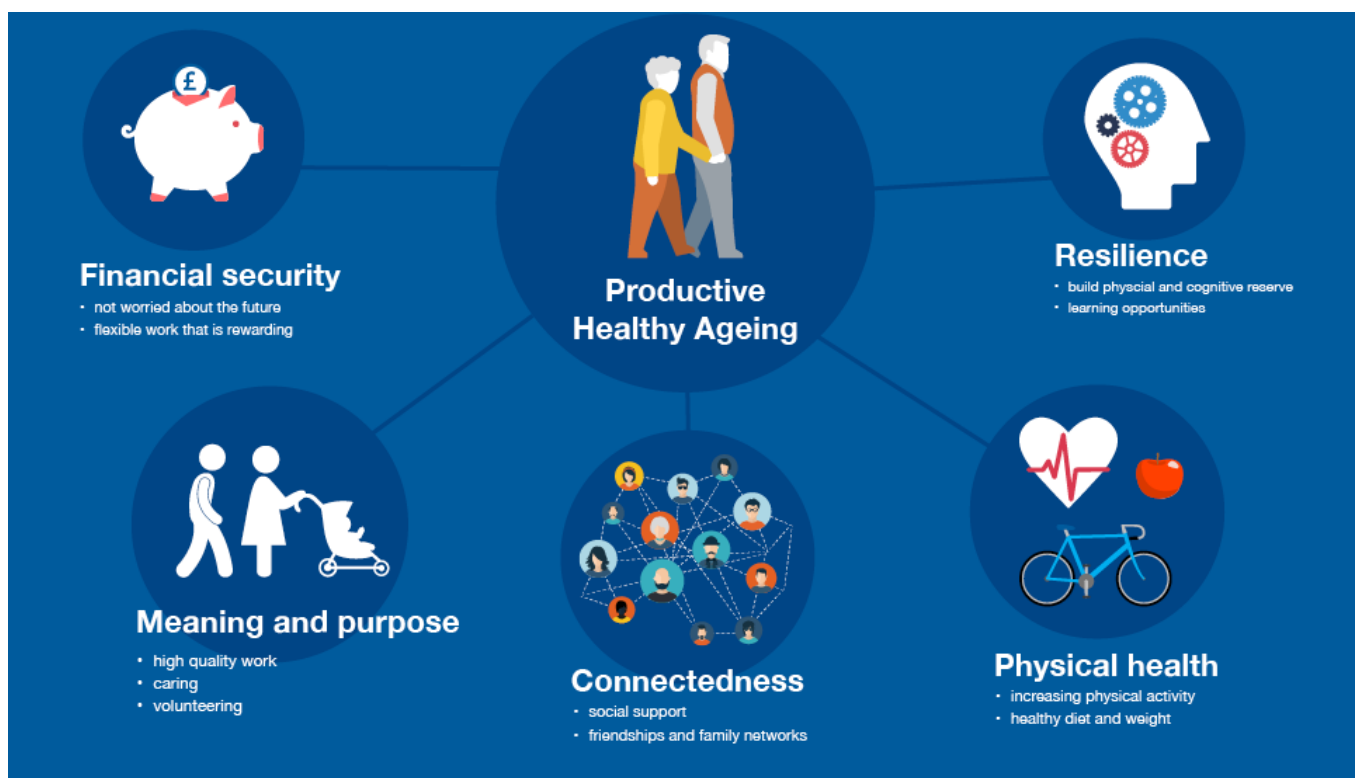 £
Productive
Healthy Ageing
Financial security
• not worried about the future
• flexible work that is rewarding
Resilience
• build physcial and cognitive reserve
• learning opportunities
Meaning and purpose
• high quality work
• caring
• volunteering
Connectedness
• social support
• friendships and family networks
Physical health
• increasing physical activity
• healthy diet and weight